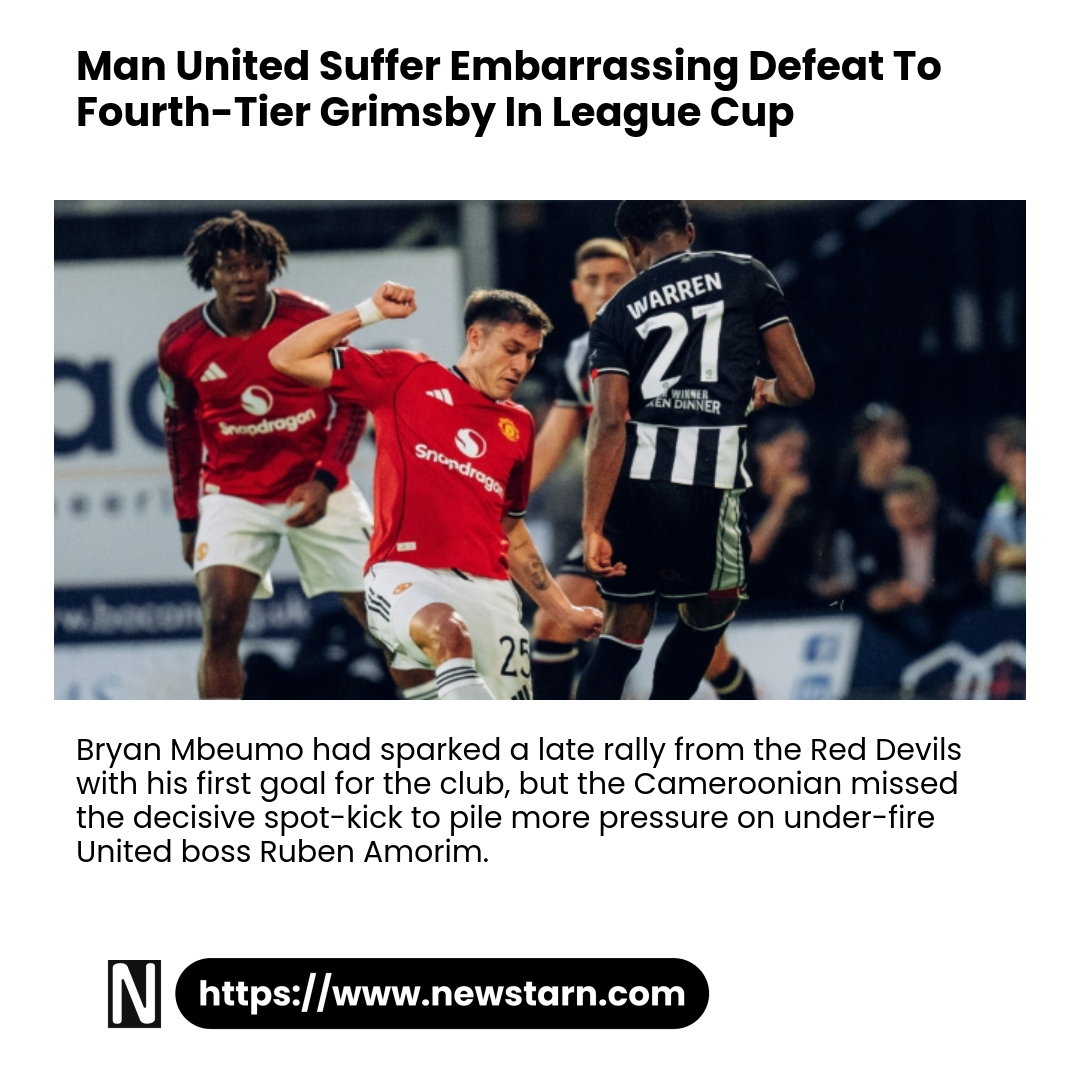 Man United Suffer Embarrassing Defeat To
Fourth-Tier Grimsby In League Cup
WARREN
21
WINNER
DINNER
Snapdragon
Snapdragon
25
Bryan Mbeumo had sparked a late rally from the Red Devils
with his first goal for the club, but the Cameroonian missed
the decisive spot-kick to pile more pressure on under-fire
United boss Ruben Amorim.
N
https://www.newstarn.com